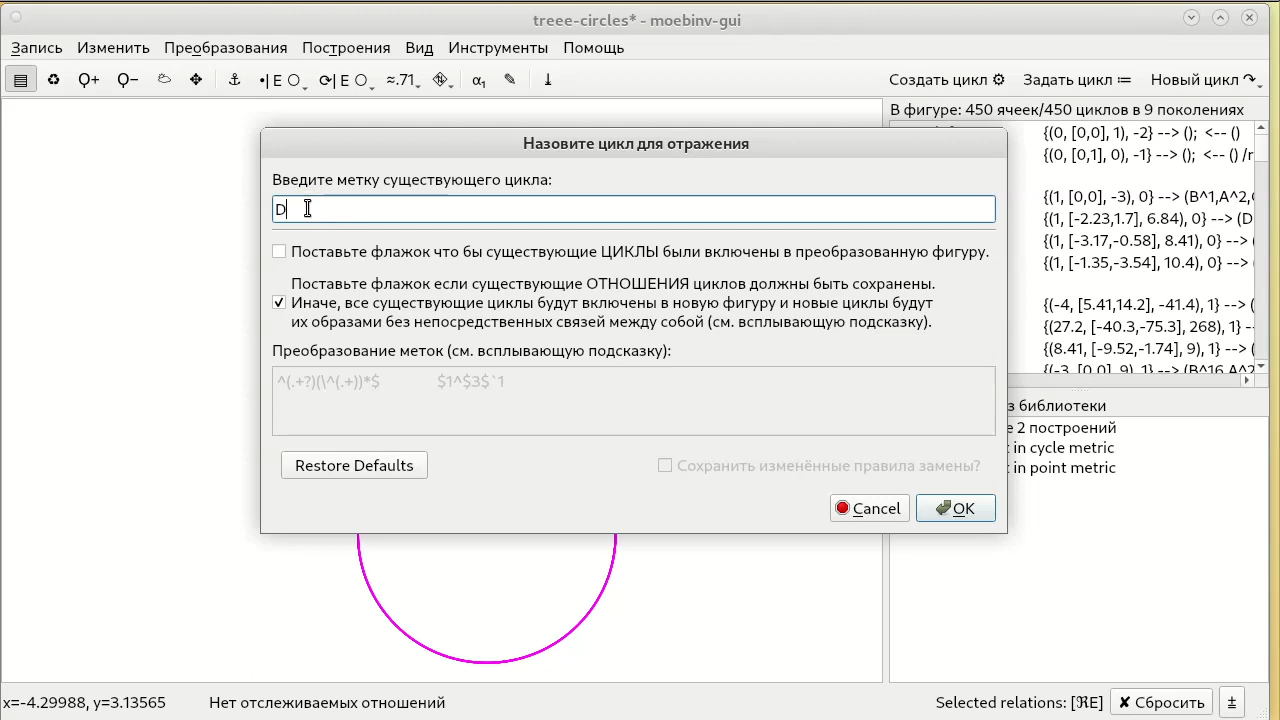 treee-circles* - moebinv-gui
Запись Изменить Преобразования Построения Вид Инструменты Помощь
•| E ⟳| E ≈.71 α₁ Создать цикл Задать цикл Новый цикл
В фигуре: 450 ячеек/450 циклов в 9 поколениях
{(0, [0,0], 1), -2} --> (); <-- ()
{(0, [0,1], 0), -1} --> (); <-- () /r
{(1, [0,0], -3), 0} --> (B^1,A^2,
{(1, [-2.23,1.7], 6.84), 0} --> (D
{(1, [-3.17,-0.58], 8.41), 0} --> (
{(1, [-1.35,-3.54], 10.4), 0} --> (
{(-4, [5.41,14.2], -41.4), 1} --> (
{(27.2, [-40.3,-75.3], 268), 1} --
{(8.41, [-9.52,-1.74], 9), 1} --> (
{(-3, [0,0], 9), 1} --> (B^16,A^2
Назовите цикл для отражения
Введите метку существующего цикла:
D
Поставьте флажок что бы существующие ЦИКЛЫ были включены в преобразованную фигуру.
Поставьте флажок если существующие ОТНОШЕНИЯ циклов должны быть сохранены.
Иначе, все существующие циклы будут включены в новую фигуру и новые циклы будут
их образами без непосредственных связей между собой (см. всплывающую подсказку).
Преобразование меток (см. всплывающую подсказку):
^(.+?)(\^(.+))*$ $1^$3$`1
Restore Defaults
Сохранить изменённые правила замены?
Cancel OK
з библиотеки
е 2 построений
t in cycle metric
t in point metric
x=-4.29988, y=3.13565 Нет отслеживаемых отношений Selected relations: [ℜE] ✘ Сбросить ±